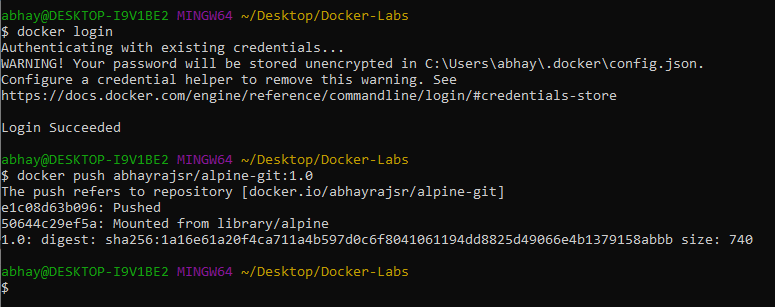 abhay@DESKTOP-I9V1BE2 MINGW64 ~/Desktop/Docker-Labs
$ docker login
Authenticating with existing credentials...
WARNING! Your password will be stored unencrypted in C:\Users\abhay\.docker\config.json.
Configure a credential helper to remove this warning. See
https://docs.docker.com/engine/reference/commandline/login/#credentials-store
Login Succeeded
abhay@DESKTOP-I9V1BE2 MINGW64 ~/Desktop/Docker-Labs
$ docker push abhayrajsr/alpine-git:1.0
The push refers to repository [docker.io/abhayrajsr/alpine-git]
e1c08d63b096: Pushed
50644c29ef5a: Mounted from library/alpine
1.0: digest: sha256:1a16e61a20f4ca711a4b597d0c6f8041061194dd8825d49066e4b1379158abbb size: 740
abhay@DESKTOP-I9V1BE2 MINGW64 ~/Desktop/Docker-Labs
$